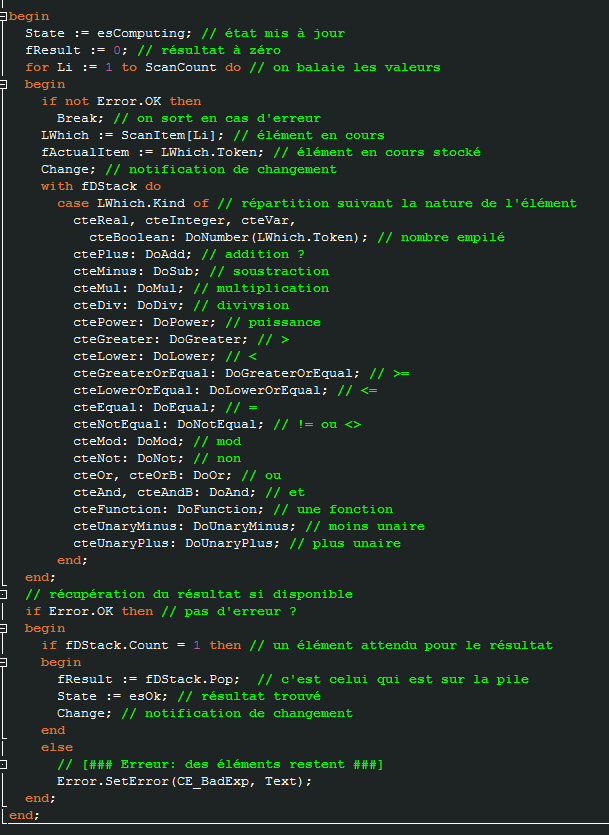 begin
State := esComputing; // état mis à jour
fResult := 0; // résultat à zéro
for Li := 1 to ScanCount do // on balaie les valeurs
begin
if not Error.OK then
Break; // on sort en cas d'erreur
LWhich := ScanItem[Li]; // élément en cours
fActualItem := LWhich.Token; // élément en cours stocké
Change; // notification de changement
with fDStack do
case LWhich.Kind of // répartition suivant la nature de l'élément
cteReal, cteInteger, cteVar,
cteBoolean: DoNumber(LWhich.Token); // nombre empilé
ctePlus: DoAdd; // addition ?
cteMinus: DoSub; // soustraction
cteMul: DoMul; // multiplication
cteDiv: DoDiv; // divivsion
ctePower: DoPower; // puissance
cteGreater: DoGreater; // >
cteLower: DoLower; // <
cteGreaterOrEqual: DoGreaterOrEqual; // >=
cteLowerOrEqual: DoLowerOrEqual; // <=
cteEqual: DoEqual; // =
cteNotEqual: DoNotEqual; // != ou <>
cteMod: DoMod; // mod
cteNot: DoNot; // non
cteOr, cteOrB: DoOr; // ou
cteAnd, cteAndB: DoAnd; // et
cteFunction: DoFunction; // une fonction
cteUnaryMinus: DoUnaryMinus; // moins unaire
cteUnaryPlus: DoUnaryPlus; // plus unaire
end;
end;
// récupération du résultat si disponible
if Error.OK then // pas d'erreur ?
begin
if fDStack.Count = 1 then // un élément attendu pour le résultat
begin
fResult := fDStack.Pop;  // c'est celui qui est sur la pile
State := esOk; // résultat trouvé
Change; // notification de changement
end
else
// [### Erreur: des éléments restent ###]
Error.SetError(CE_BadExp, Text);
end;
end;